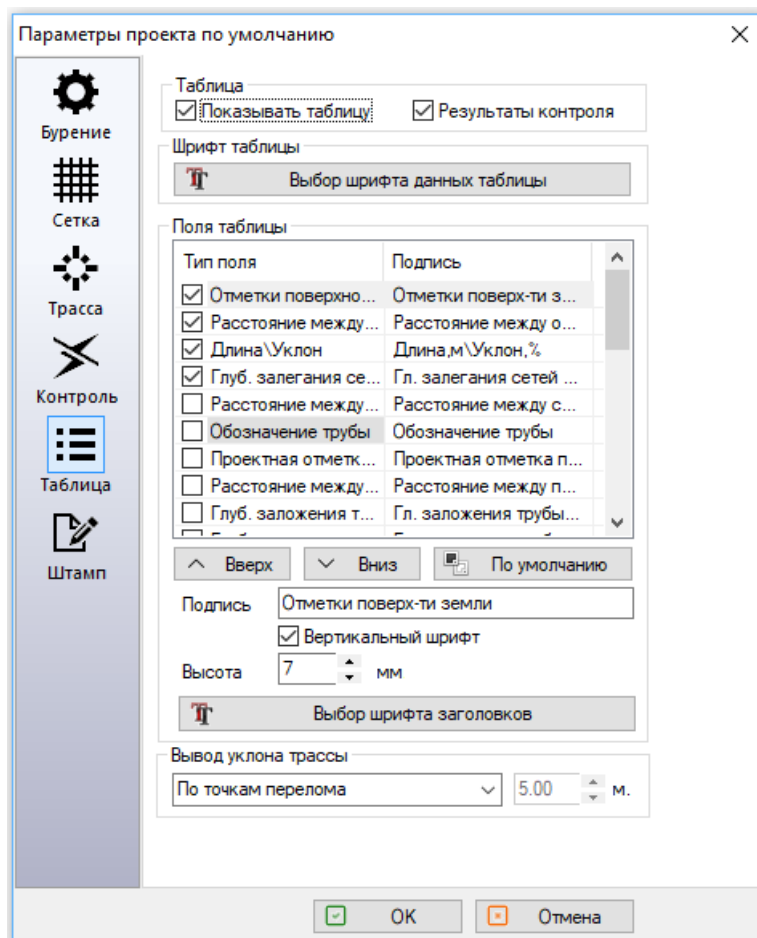 Параметры проекта по умолчанию
Бурение
Сетка
Трасса
Контроль
Таблица
Штамп
Таблица
Показывать таблицу Результаты контроля
Шрифт таблицы
Выбор шрифта данных таблицы
Поля таблицы
Тип поля Подпись
Отметки поверхно... Отметки поверх-ти з...
Расстояние между... Расстояние между о...
Длина\Уклон Длина,м\Уклон,%
Глуб. залегания се... Гл. залегания сетей ...
Расстояние между... Расстояние между с...
Обозначение трубы Обозначение трубы
Проектная отметк... Проектная отметка п...
Расстояние между... Расстояние между п...
Глуб. заложения т... Гл. заложения трубы...
Вверх Вниз По умолчанию
Подпись Отметки поверх-ти земли
Вертикальный шрифт
Высота 7 мм
Выбор шрифта заголовков
Вывод уклона трассы
По точкам перелома 5.00 м.
OK Отмена